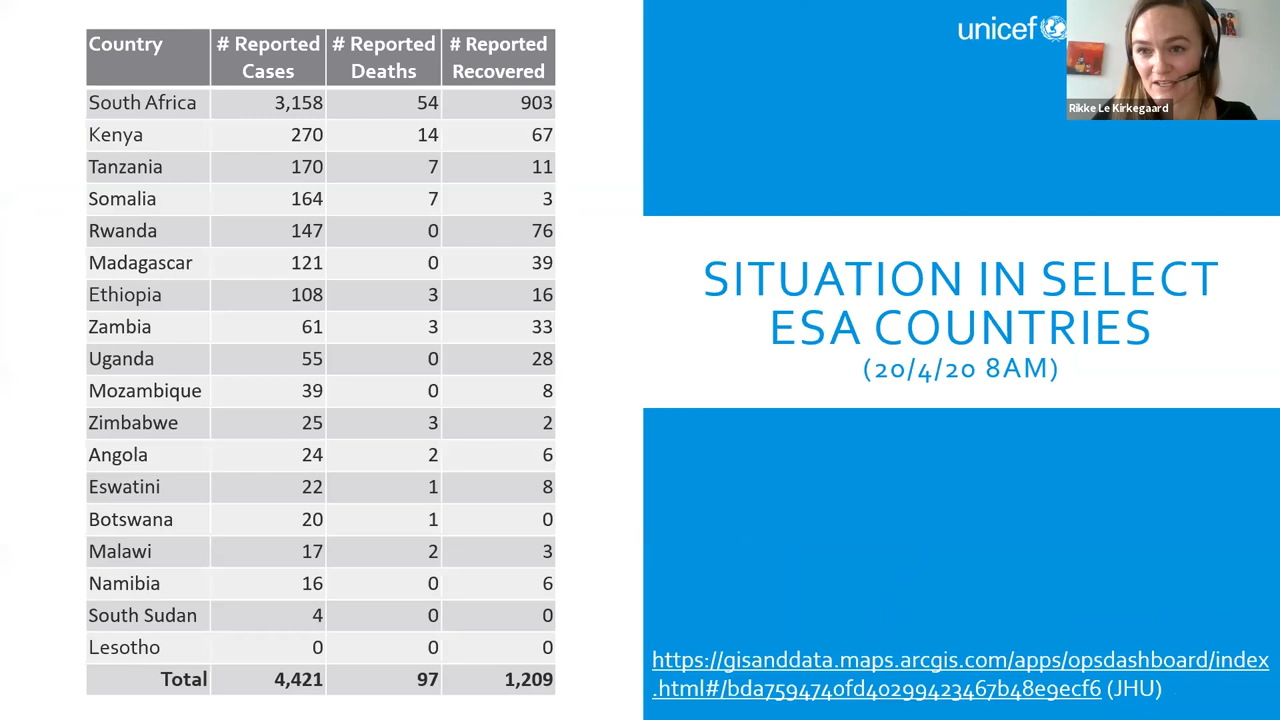 Country # Reported Cases # Reported Deaths # Reported Recovered
South Africa 3,158 54 903
Kenya 270 14 67
Tanzania 170 7 11
Somalia 164 7 3
Rwanda 147 0 76
Madagascar 121 0 39
Ethiopia 108 3 16
Zambia 61 3 33
Uganda 55 0 28
Mozambique 39 0 8
Zimbabwe 25 3 2
Angola 24 2 6
Eswatini 22 1 8
Botswana 20 1 0
Malawi 17 2 3
Namibia 16 0 6
South Sudan 4 0 0
Lesotho 0 0 0
Total 4,421 97 1,209
unicef
Rikke Le Kirkegaard
SITUATION IN SELECT
ESA COUNTRIES
(20/4/20 8AM)
https://gisanddata.maps.arcgis.com/apps/opsdashboard/index
.html#/bda7594740fd40299423467b48e9ecf6 (JHU)